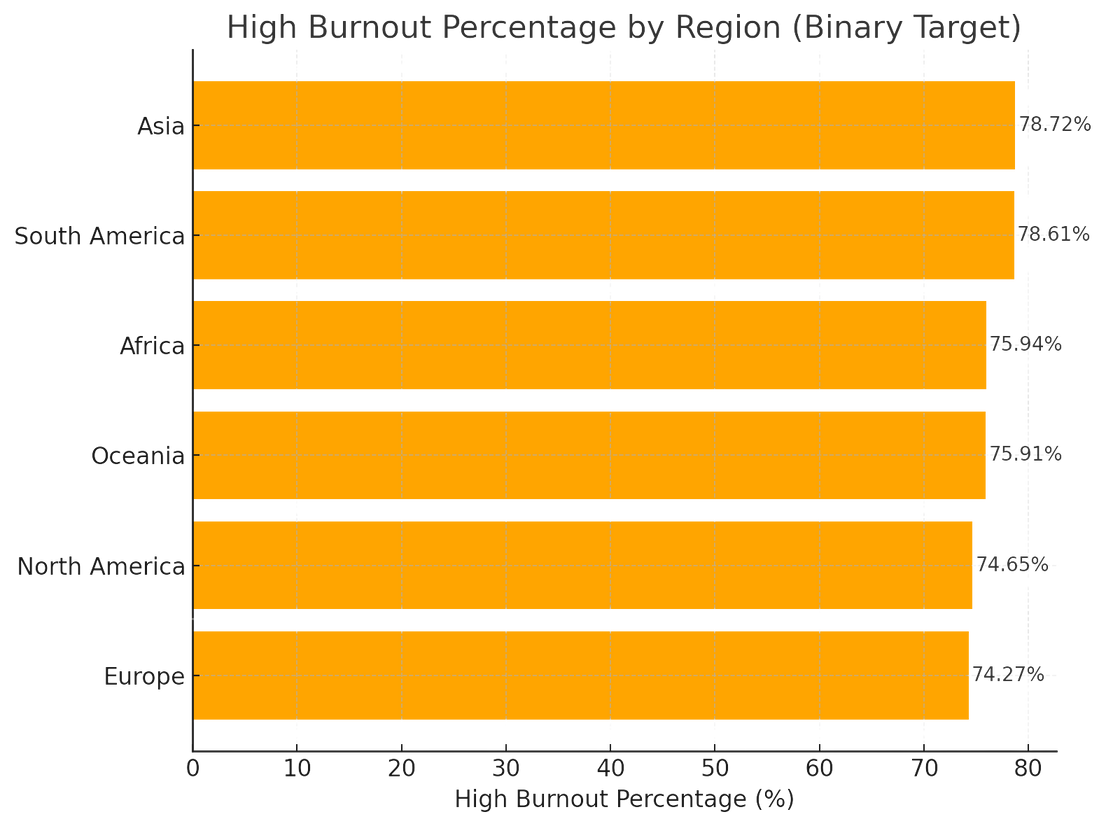 High Burnout Percentage by Region (Binary Target)
Asia
78.72%
South America
78.61%
Africa
75.94%
Oceania
75.91%
North America
74.65%
Europe
74.27%
0 10 20 30 40 50 60 70 80
High Burnout Percentage (%)